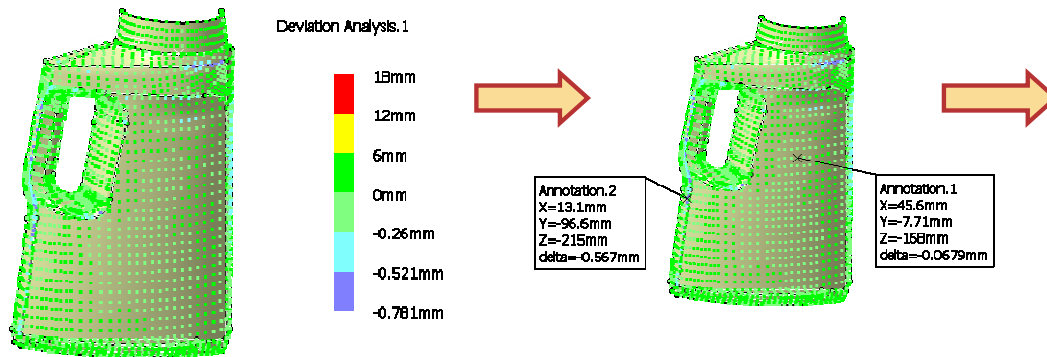 Deviation Analysis.1
18mm
12mm
6mm
0mm
-0.26mm
-0.521mm
-0.781mm
Annotation.2
X=13.1mm
Y=-96.6mm
Z=-215mm
delta=-0.567mm
Annotation.1
X=45.6mm
Y=-7.71mm
Z=-158mm
delta=-0.0679mm